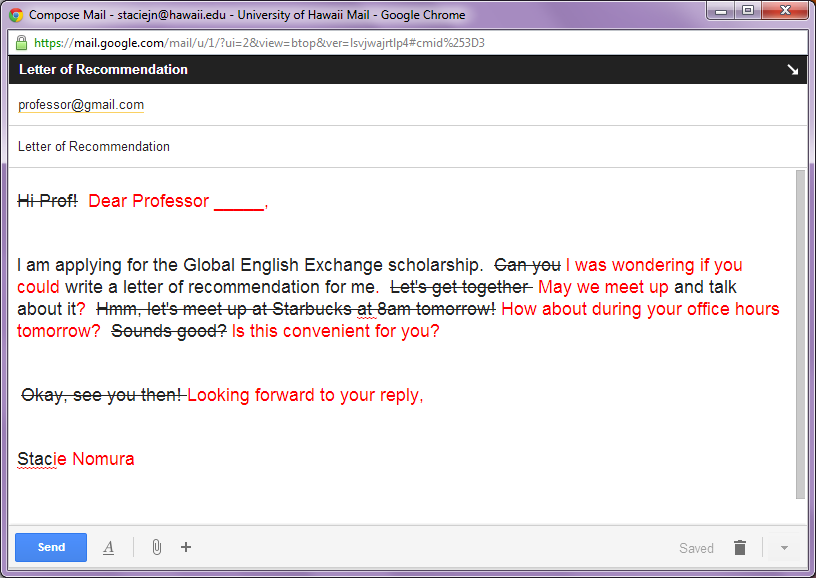 Compose Mail - staciejn@hawaii.edu - University of Hawaii Mail - Google Chrome
https://mail.google.com/mail/u/1/?ui=2&view=btop&ver=lsvjwajrtlp4#cmid%253D3
Letter of Recommendation
professor@gmail.com
Letter of Recommendation
Hi Prof! Dear Professor _____,
I am applying for the Global English Exchange scholarship. Can you I was wondering if you
could write a letter of recommendation for me. Let's get together May we meet up and talk
about it? Hmm, let's meet up at Starbucks at 8am tomorrow! How about during your office hours
tomorrow? Sounds good? Is this convenient for you?
Okay, see you then! Looking forward to your reply,
Stacie Nomura
Send A Saved